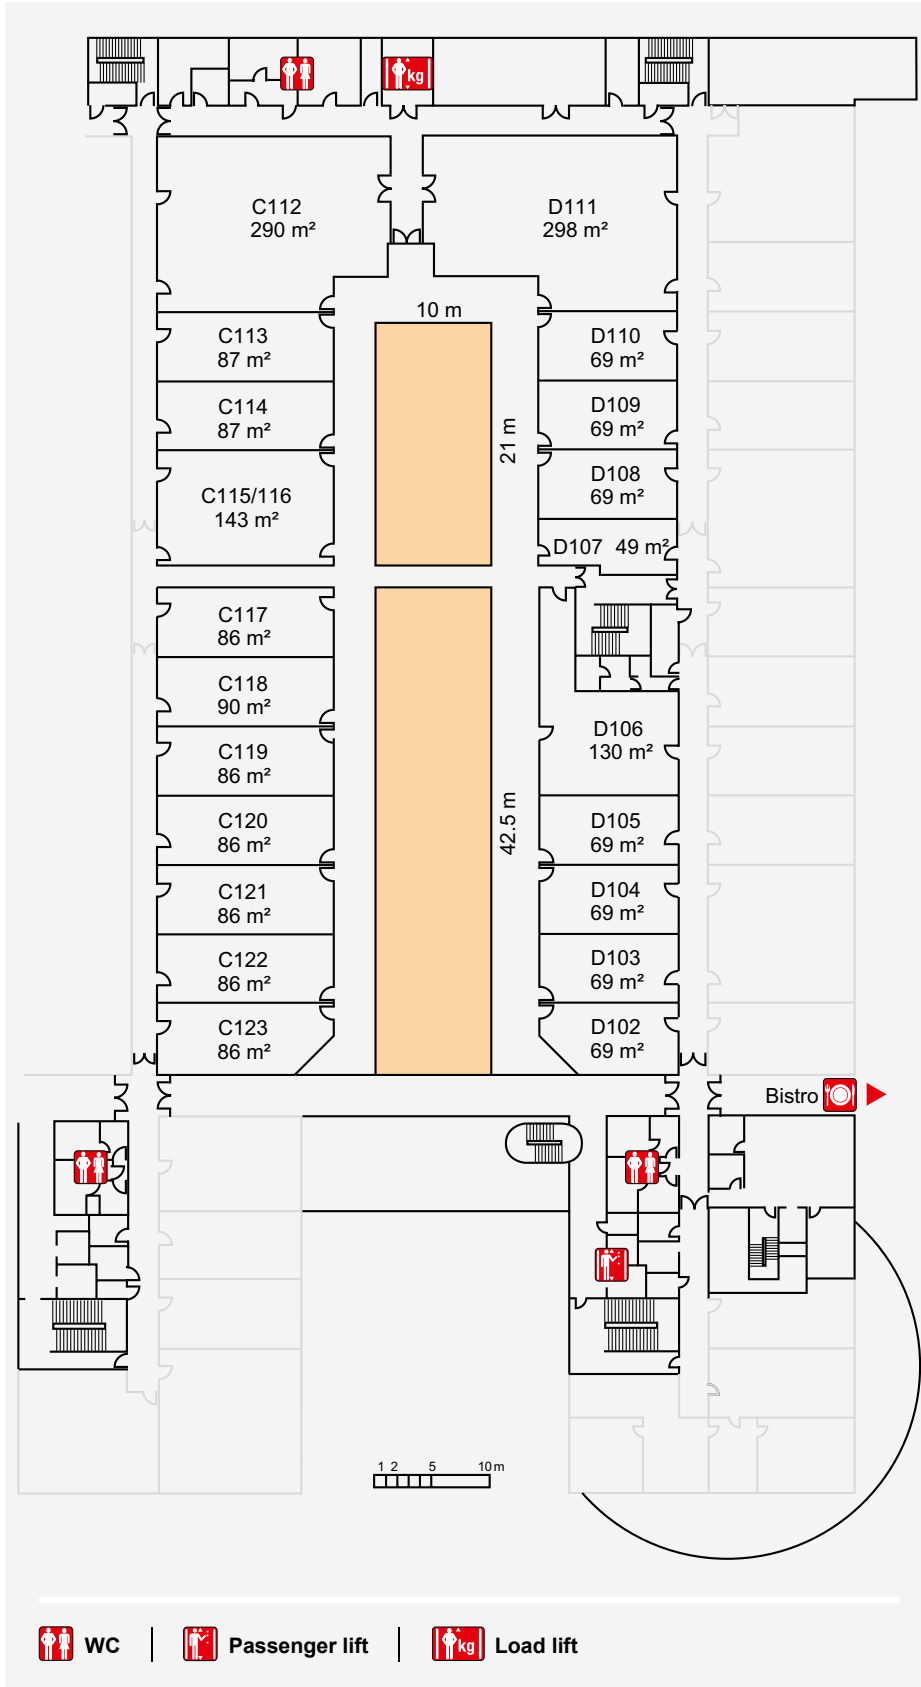 kg
C112
290 m²
D111
298 m²
10 m
C113
87 m²
D110
69 m²
C114
87 m²
D109
69 m²
21 m
C115/116
143 m²
D108
69 m²
D107 49 m²
C117
86 m²
C118
90 m²
D106
130 m²
C119
86 m²
42.5 m
C120
86 m²
D105
69 m²
C121
86 m²
D104
69 m²
C122
86 m²
D103
69 m²
C123
86 m²
D102
69 m²
Bistro
1 2 5 10 m
WC
Passenger lift
kg
Load lift